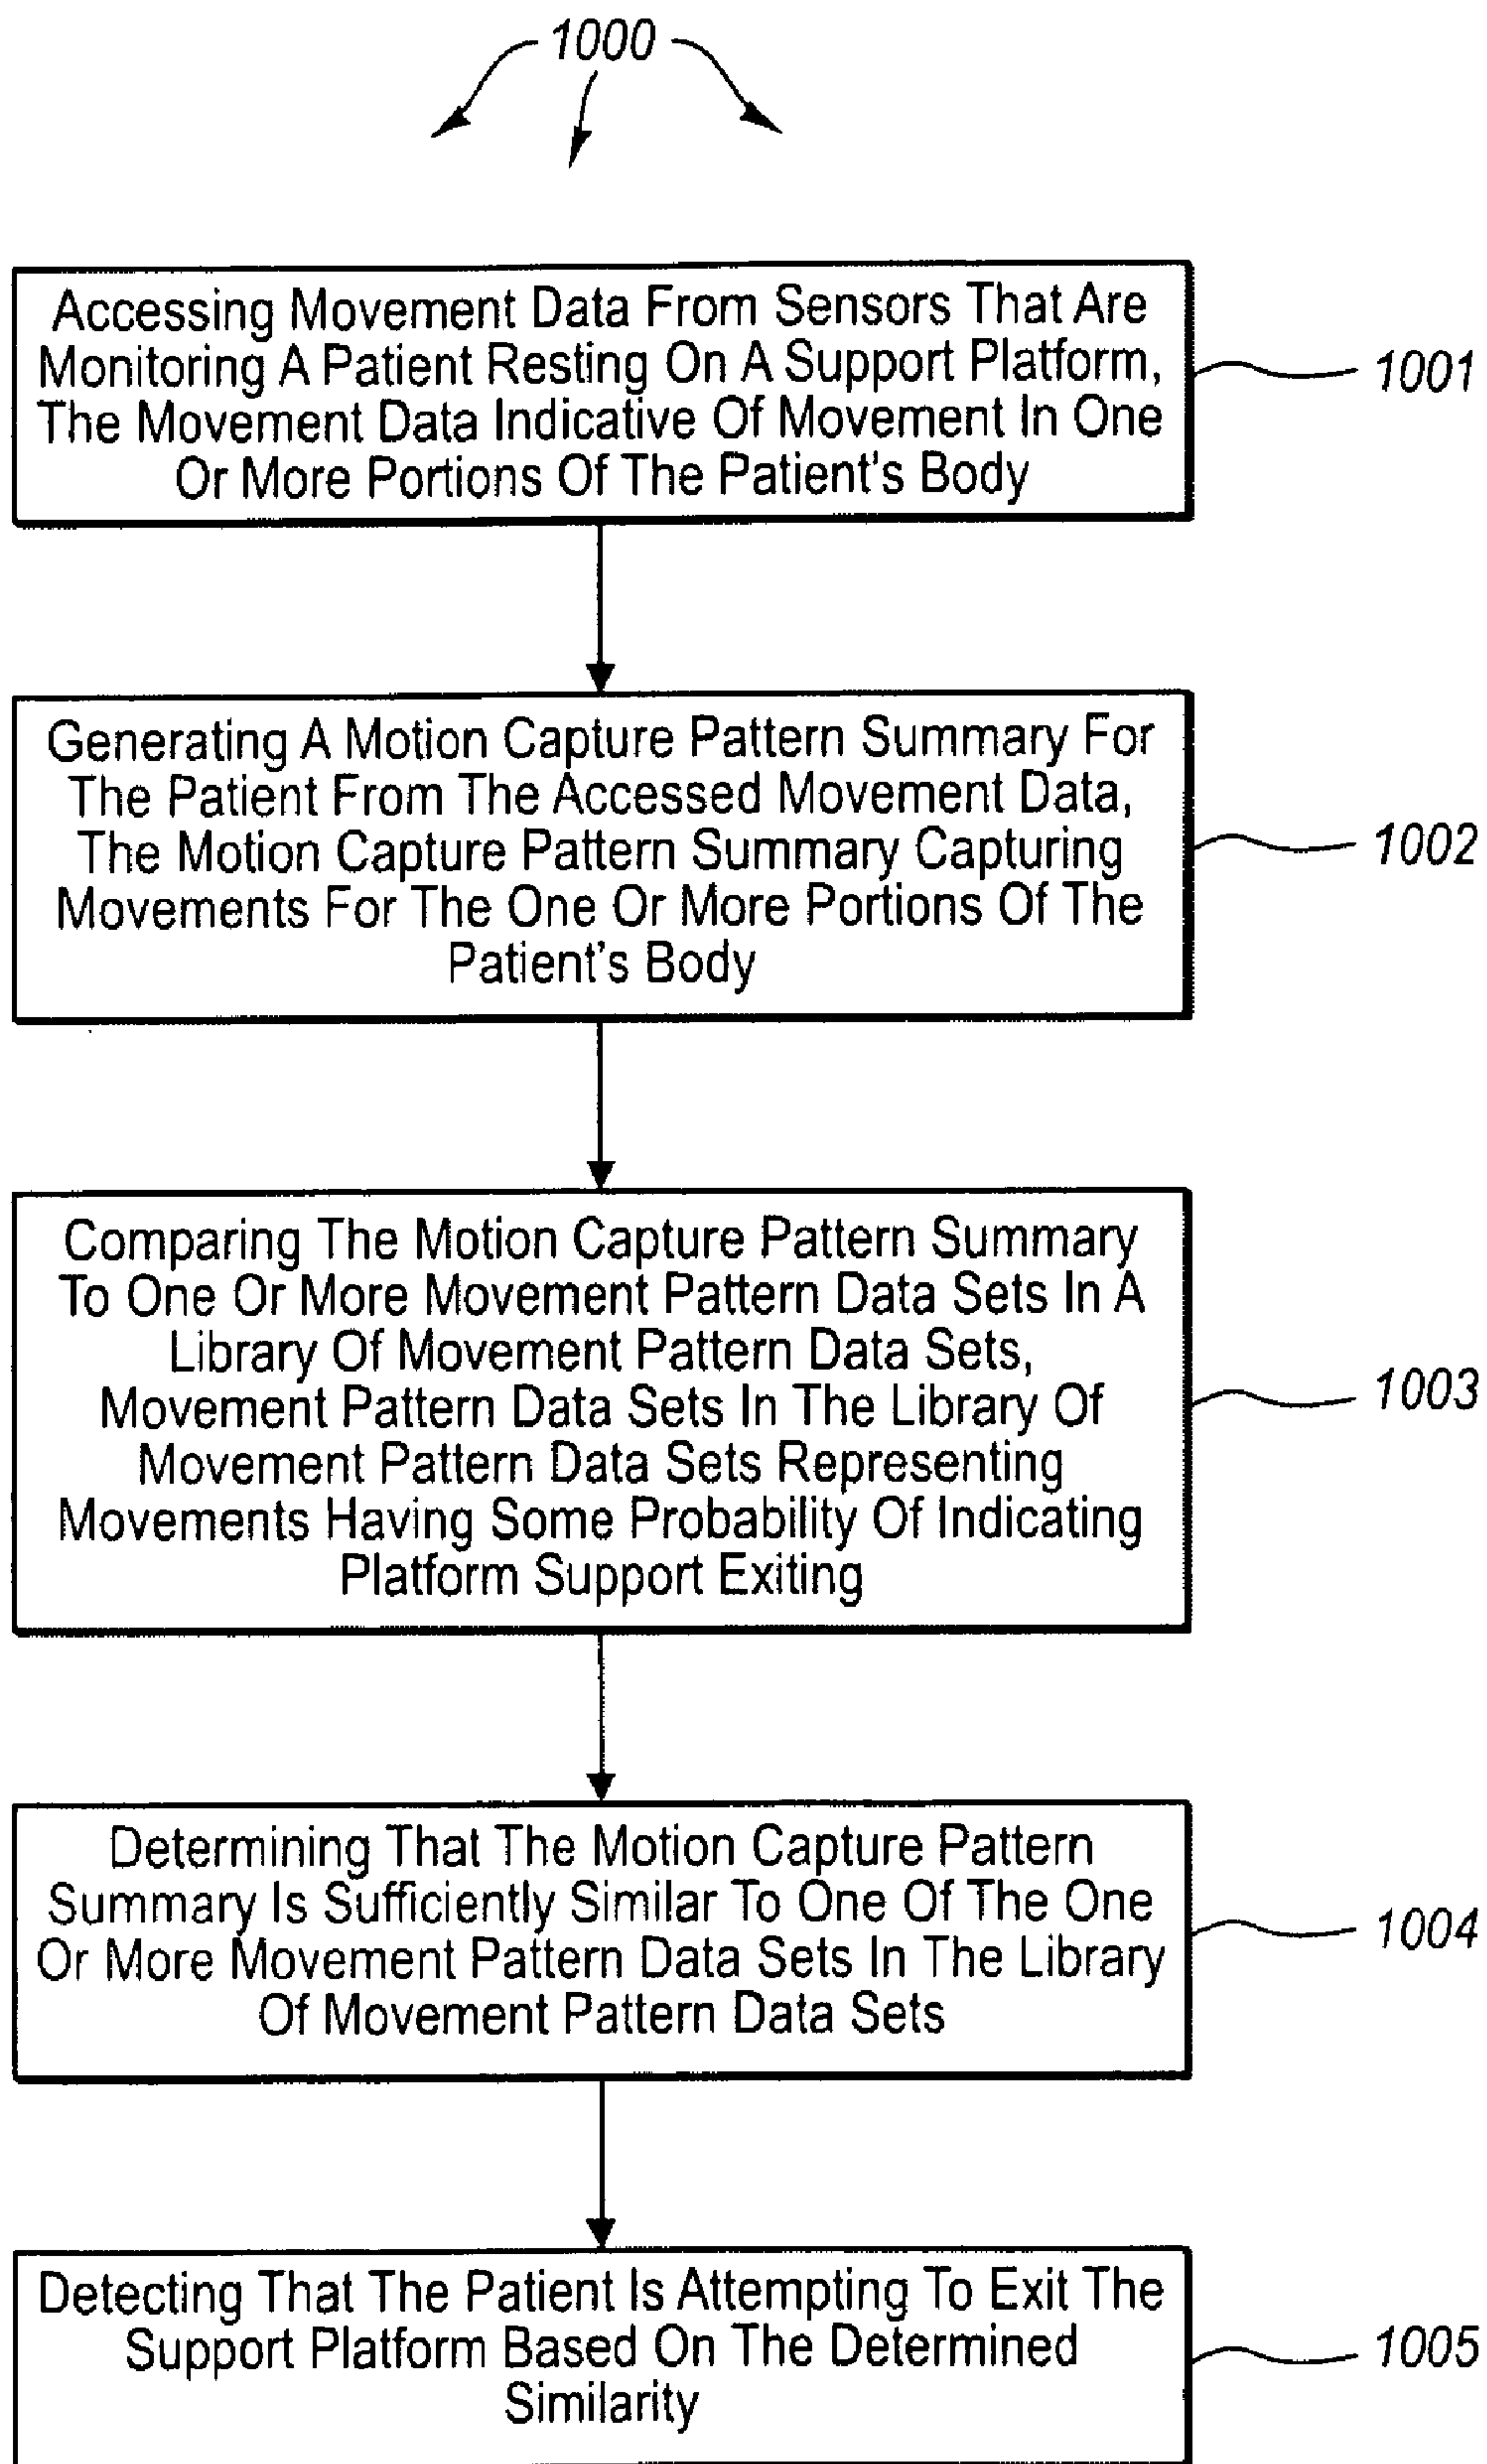 1000
Accessing Movement Data From Sensors That Are
Monitoring A Patient Resting On A Support Platform,
The Movement Data Indicative Of Movement In One
Or More Portions Of The Patient's Body
1001
Generating A Motion Capture Pattern Summary For
The Patient From The Accessed Movement Data,
The Motion Capture Pattern Summary Capturing
Movements For The One Or More Portions Of The
Patient's Body
1002
Comparing The Motion Capture Pattern Summary
To One Or More Movement Pattern Data Sets In A
Library Of Movement Pattern Data Sets,
Movement Pattern Data Sets In The Library Of
Movement Pattern Data Sets Representing
Movements Having Some Probability Of Indicating
Platform Support Exiting
1003
Determining That The Motion Capture Pattern
Summary Is Sufficiently Similar To One Of The One
Or More Movement Pattern Data Sets In The Library
Of Movement Pattern Data Sets
1004
Detecting That The Patient Is Attempting To Exit The
Support Platform Based On The Determined
Similarity
1005